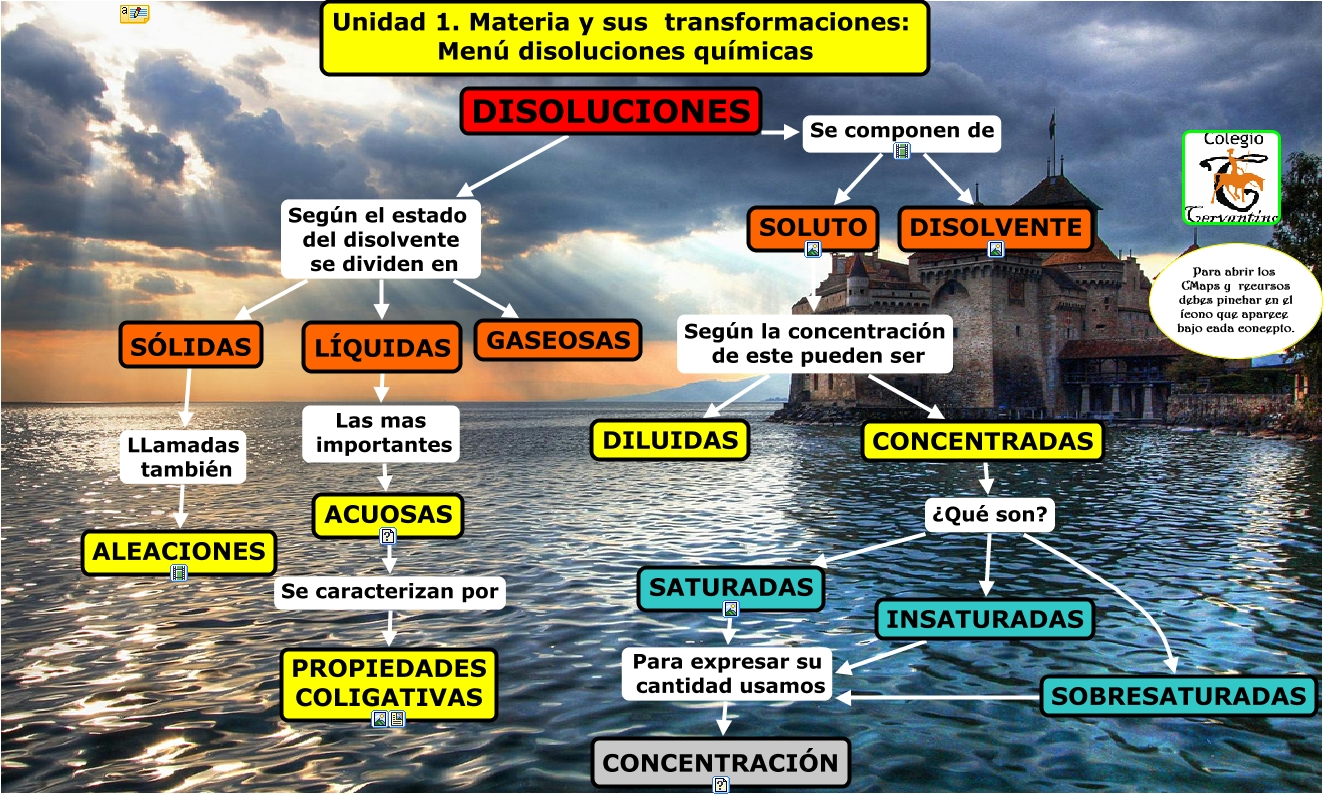 Unidad 1. Materia y sus transformaciones:
Menú disoluciones químicas
DISOLUCIONES
Se componen de
Colegio
Cervantino
Según el estado
del disolvente
se dividen en
SOLUTO
DISOLVENTE
Para abrir los
CMaps y recursos
debes pinchar en el
ícono que aparece
bajo cada concepto.
SÓLIDAS
LÍQUIDAS
GASEOSAS
Según la concentración
de este pueden ser
LLamadas
también
Las mas
importantes
DILUIDAS
CONCENTRADAS
ALEACIONES
ACUOSAS
¿Qué son?
Se caracterizan por
SATURADAS
INSATURADAS
SOBRESATURADAS
PROPIEDADES
COLIGATIVAS
Para expresar su
cantidad usamos
CONCENTRACIÓN